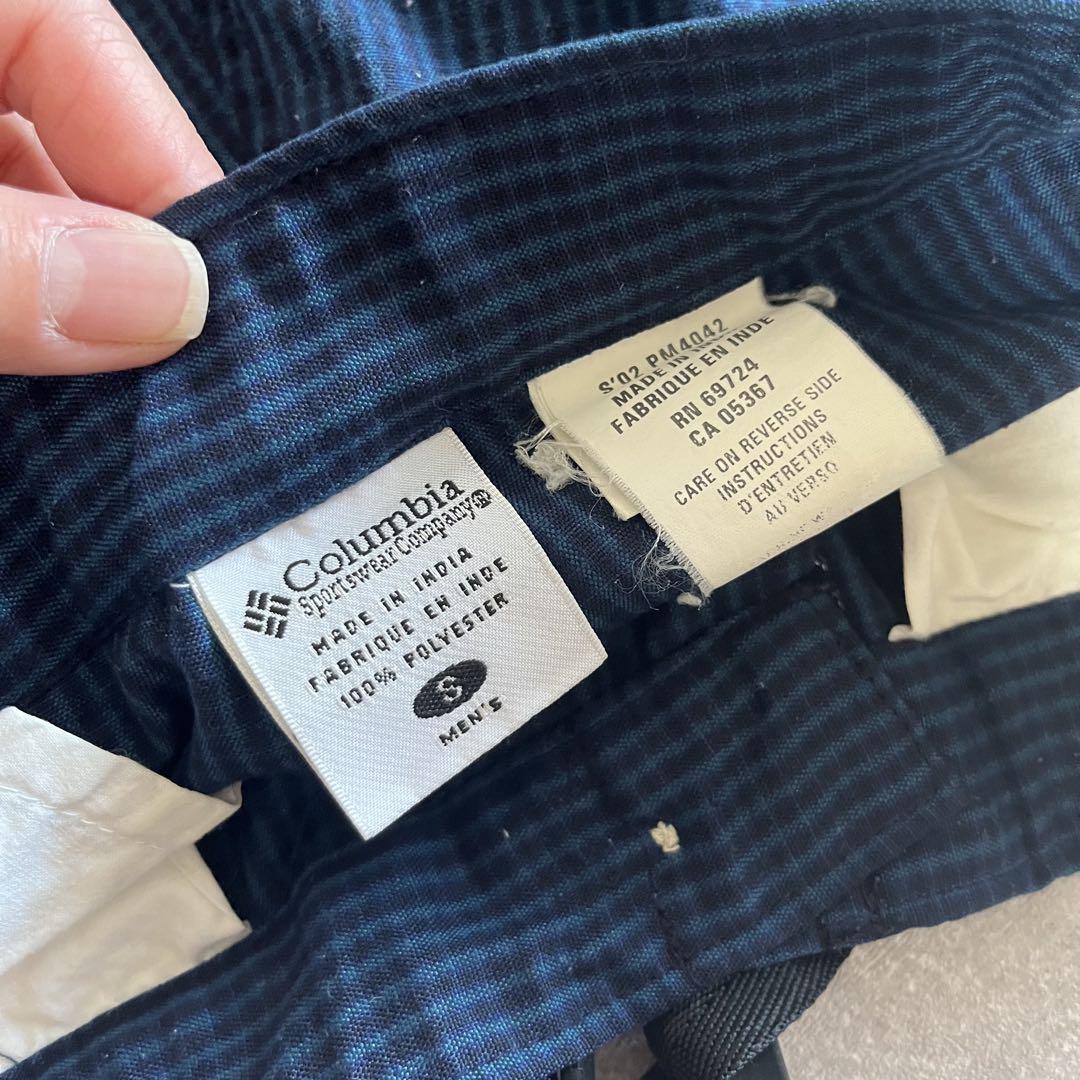 Columbia
Sportswear Company®
MADE IN INDIA
FABRIQUE EN INDE
100% POLYESTER
S
MEN'S
S'02 PM4042
MADE IN
FABRIQUE EN INDE
RN 69724
CA 05367
CARE ON REVERSE SIDE
INSTRUCTIONS
D'ENTRETIEN
AU VERSO